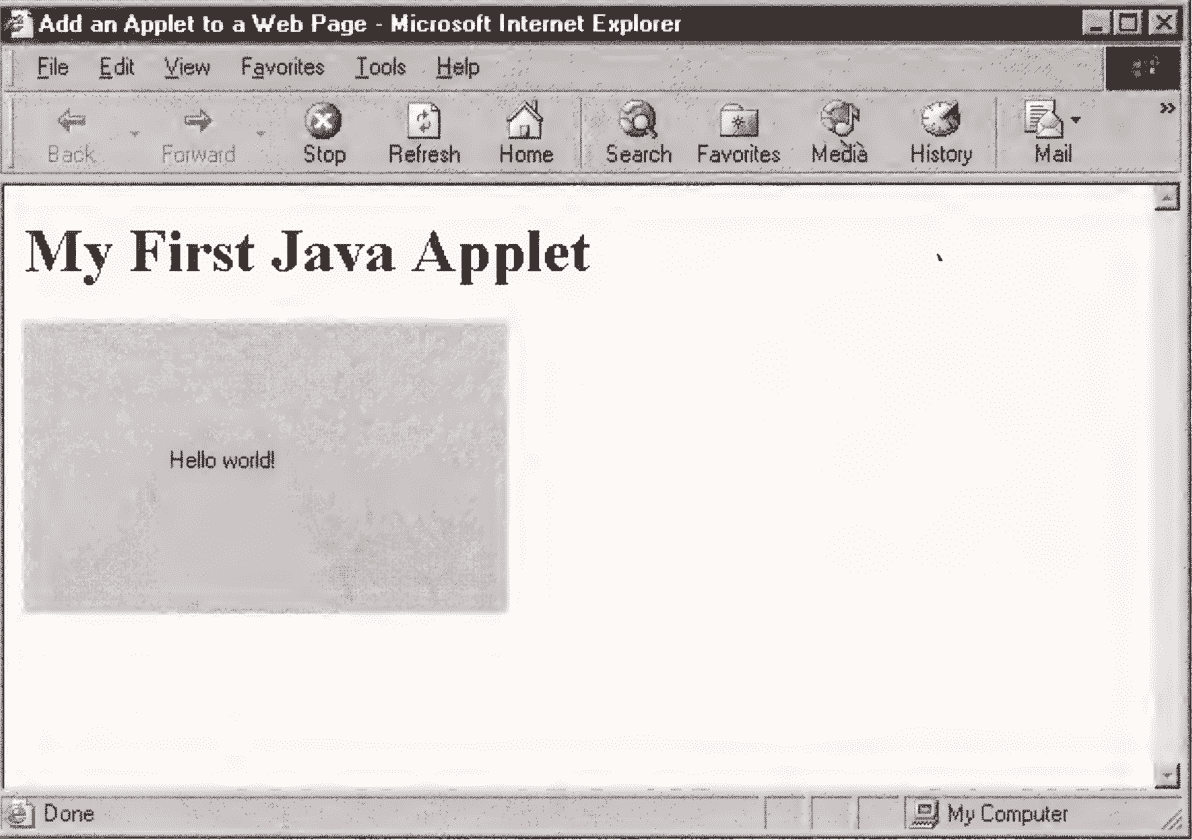 Add an Applet to a Web Page - Microsoft Internet Explorer
File Edit View Favorites Tools Help
Back Forward Stop Refresh Home Search Favorites Media History Mail »
My First Java Applet
Hello world!
Done My Computer